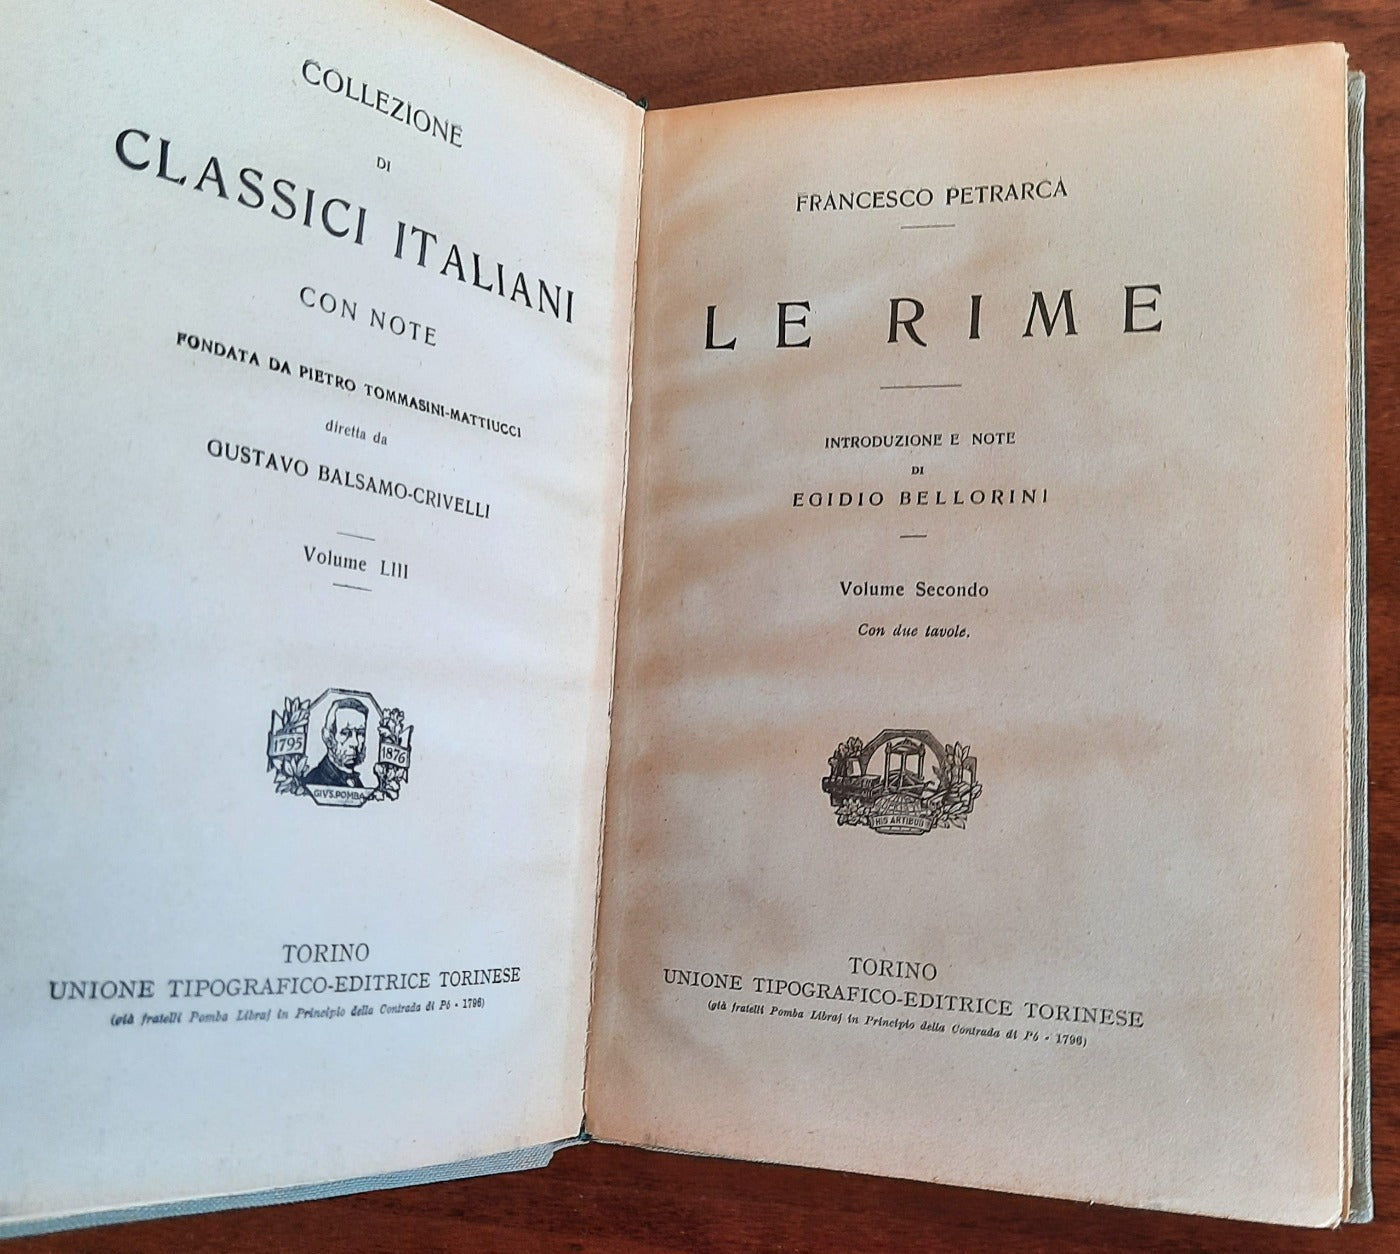 COLLEZIONE
DI
CLASSICI ITALIANI
CON NOTE
FONDATA DA PIETRO TOMMASINI-MATTIUCCI
diretta da
GUSTAVO BALSAMO-CRIVELLI
Volume LIII
1795
1876
GIVS. POMBA
TORINO
UNIONE TIPOGRAFICO-EDITRICE TORINESE
(già fratelli Pomba Libraj in Principio della Contrada di Pò - 1796)
FRANCESCO PETRARCA
LE RIME
INTRODUZIONE E NOTE
DI
EGIDIO BELLORINI
Volume Secondo
Con due tavole.
HIS ARTIBUS
TORINO
UNIONE TIPOGRAFICO-EDITRICE TORINESE
(già fratelli Pomba Libraj in Principio della Contrada di Pò - 1796)